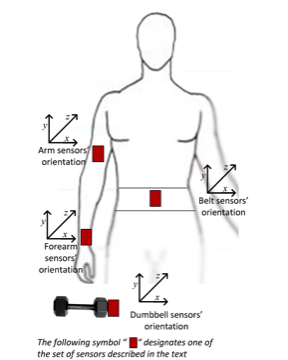 z
y
x
Arm sensors'
orientation
z
y
x
Belt sensors'
orientation
z
y
x
Forearm
sensors'
orientation
z
y
x
Dumbbell sensors'
orientation
The following symbol " " designates one of
the set of sensors described in the text